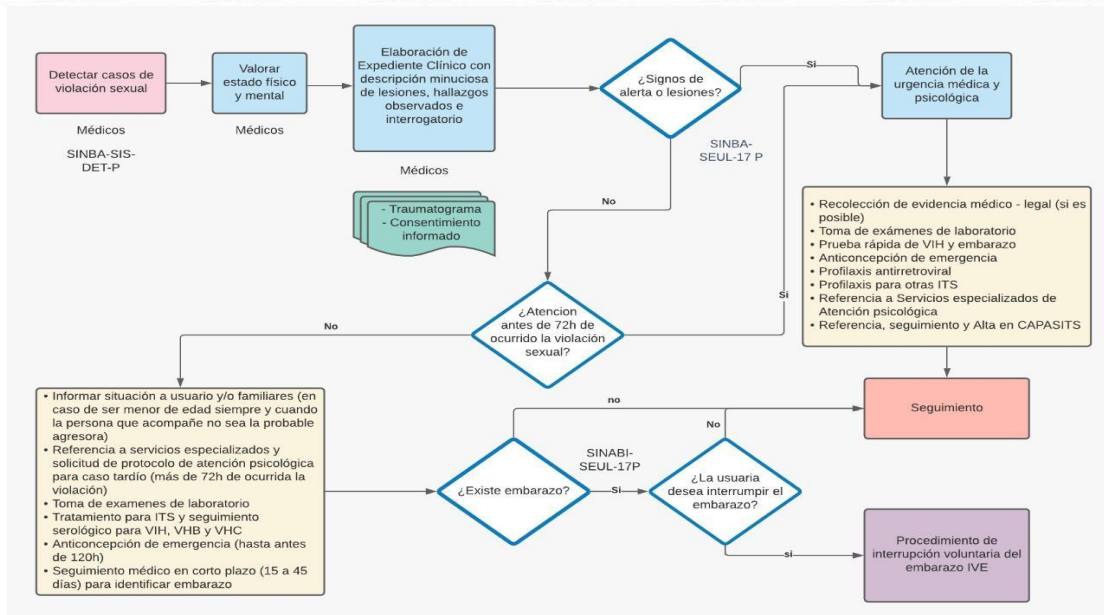 Detectar casos de
violación sexual
Médicos
SINBA-SIS-
DET-P
Valorar
estado físico
y mental
Médicos
Elaboración de
Expediente Clínico con
descripción minuciosa
de lesiones, hallazgos
observados e
interrogatorio
Médicos
- Traumatograma
- Consentimiento
informado
¿Signos de
alerta o lesiones?
Si
SINBA-
SEUL-17 P
No
Atención de la
urgencia médica y
psicológica
• Recolección de evidencia médico - legal (si es
posible)
• Toma de exámenes de laboratorio
• Prueba rápida de VIH y embarazo
• Anticoncepción de emergencia
• Profilaxis antirretroviral
• Profilaxis para otras ITS
• Referencia a Servicios especializados de
Atención psicológica
• Referencia, seguimiento y Alta en CAPASITS
¿Atencion
antes de 72h de
ocurrido la violación
sexual?
Si
No
• Informar situación a usuario y/o familiares (en
caso de ser menor de edad siempre y cuando
la persona que acompañe no sea la probable
agresora)
• Referencia a servicios especializados y
solicitud de protocolo de atención psicológica
para caso tardío (más de 72h de ocurrida la
violación)
• Toma de examenes de laboratorio
• Tratamiento para ITS y seguimiento
serológico para VIH, VHB y VHC
• Anticoncepción de emergencia (hasta antes
de 120h)
• Seguimiento médico en corto plazo (15 a 45
días) para identificar embarazo
¿Existe embarazo?
no
SINABI-
SEUL-17P
Si
¿La usuaria
desea interrumpir el
embarazo?
No
si
Seguimiento
Procedimiento de
interrupción voluntaria del
embarazo IVE